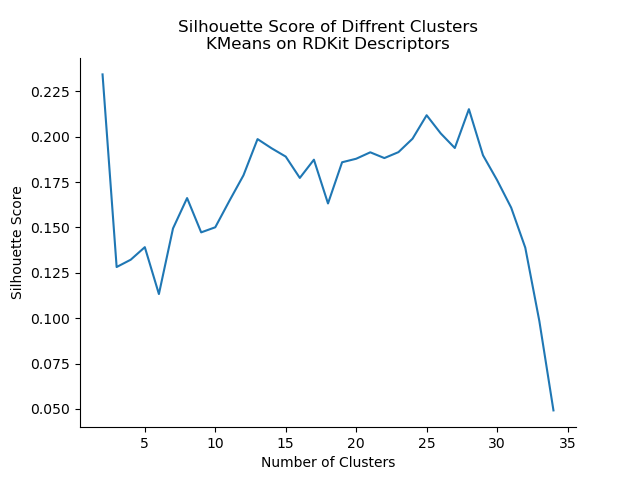 Silhouette Score of Diffrent Clusters
KMeans on RDKit Descriptors
Silhouette Score
0.225
0.200
0.175
0.150
0.125
0.100
0.075
0.050
5 10 15 20 25 30 35
Number of Clusters